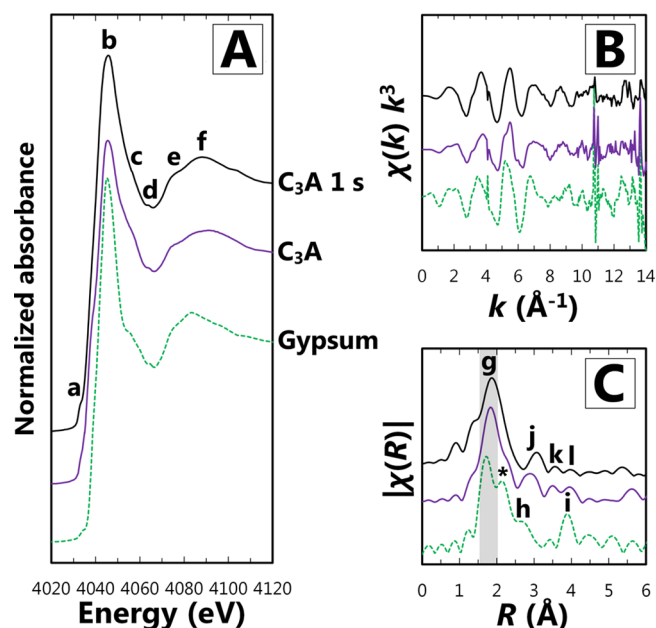 A
b
c
d
e
f
a
C₃A 1 s
C₃A
Gypsum
Normalized absorbance
4020 4040 4060 4080 4100 4120
Energy (eV)
B
χ(k) k³
0 2 4 6 8 10 12 14
k (Å⁻¹)
C
g
j
k l
*
h
i
|χ(R)|
0 1 2 3 4 5 6
R (Å)